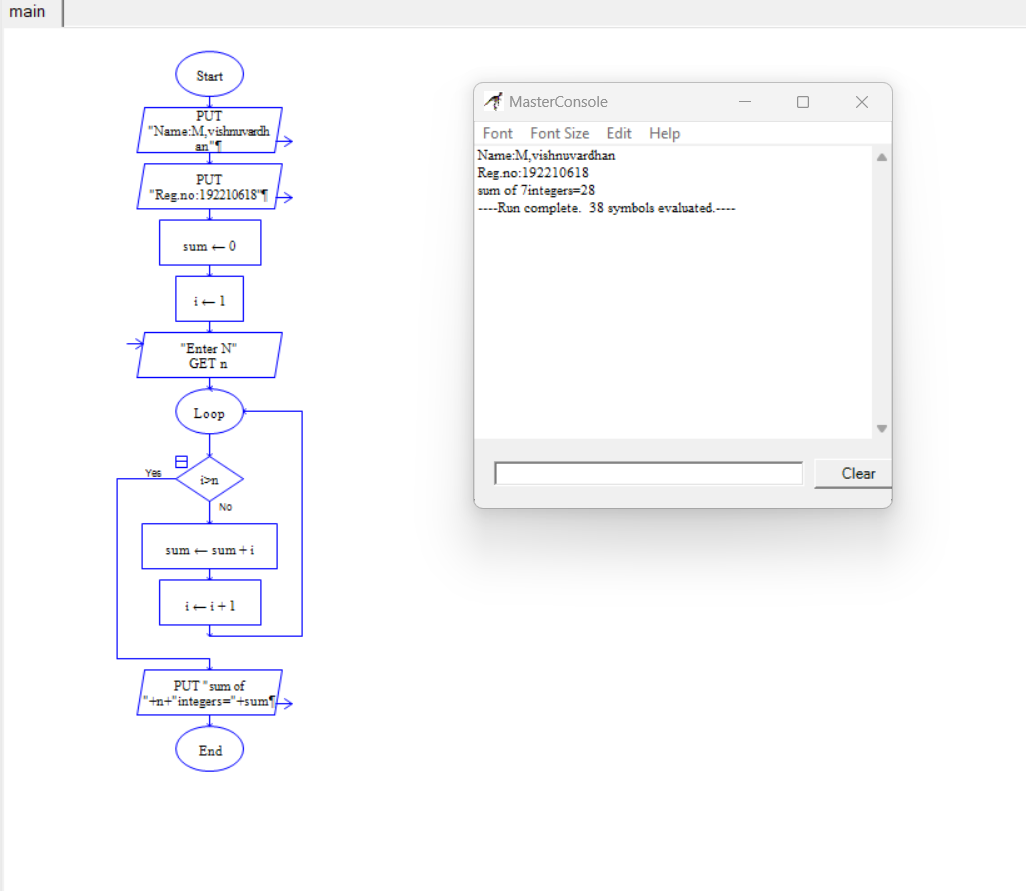 main
Start
PUT
"Name:M,vishnuvardh
an"¶
PUT
"Reg.no:192210618"¶
sum ← 0
i ← 1
"Enter N"
GET n
Loop
Yes
i>n
No
sum ← sum + i
i ← i + 1
PUT "sum of
"+n+"integers="+sum¶
End
MasterConsole
Font Font Size Edit Help
Name:M,vishnuvardhan
Reg.no:192210618
sum of 7integers=28
----Run complete.  38 symbols evaluated.----
Clear